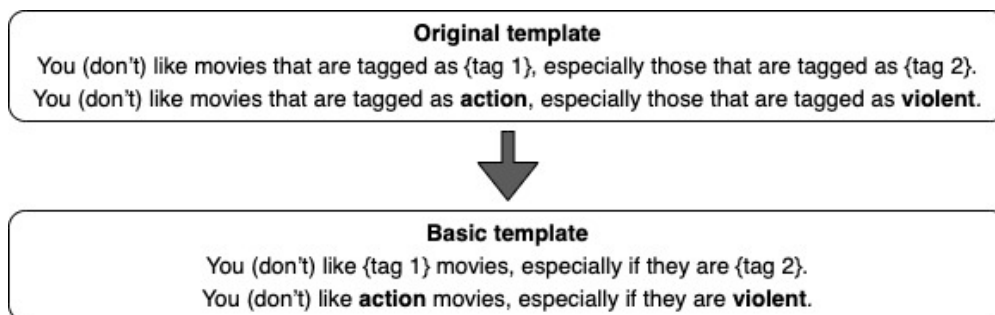 Original template
You (don't) like movies that are tagged as {tag 1}, especially those that are tagged as {tag 2}.
You (don't) like movies that are tagged as action, especially those that are tagged as violent.
Basic template
You (don't) like {tag 1} movies, especially if they are {tag 2}.
You (don't) like action movies, especially if they are violent.